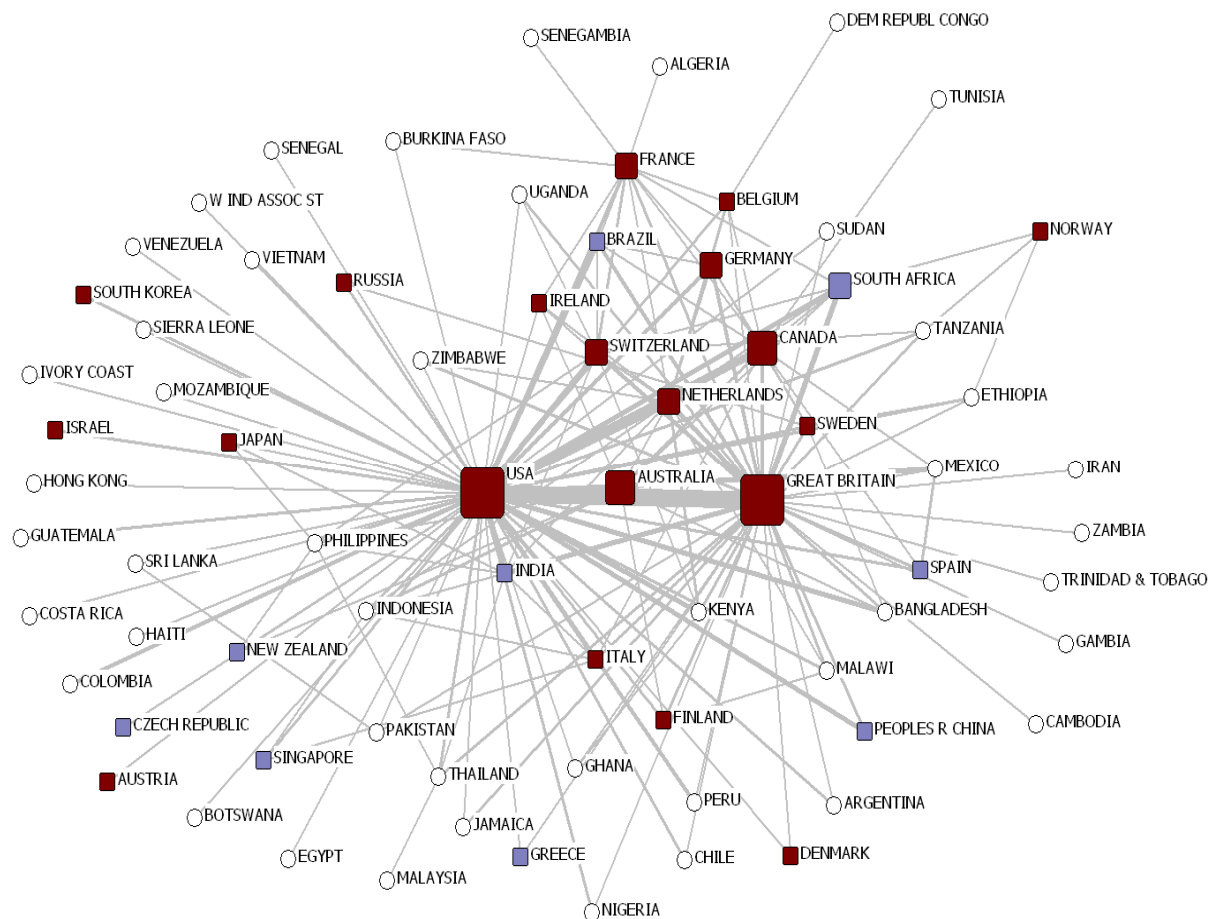 DEM REPUBL CONGO
SENEGAMBIA
ALGERIA
TUNISIA
BURKINA FASO
SENEGAL
FRANCE
UGANDA
BELGIUM
W IND ASSOC ST
SUDAN
NORWAY
BRAZIL
VENEZUELA
VIETNAM
GERMANY
RUSSIA
SOUTH AFRICA
SOUTH KOREA
IRELAND
SIERRA LEONE
TANZANIA
CANADA
SWITZERLAND
ZIMBABWE
IVORY COAST
MOZAMBIQUE
NETHERLANDS
ETHIOPIA
SWEDEN
ISRAEL
JAPAN
MEXICO
IRAN
USA
AUSTRALIA
GREAT BRITAIN
HONG KONG
ZAMBIA
GUATEMALA
PHILIPPINES
SRI LANKA
INDIA
SPAIN
TRINIDAD & TOBAGO
COSTA RICA
INDONESIA
KENYA
BANGLADESH
HAITI
GAMBIA
NEW ZEALAND
ITALY
MALAWI
COLOMBIA
FINLAND
CZECH REPUBLIC
PAKISTAN
PEOPLES R CHINA
CAMBODIA
SINGAPORE
GHANA
THAILAND
AUSTRIA
PERU
ARGENTINA
BOTSWANA
JAMAICA
EGYPT
GREECE
CHILE
DENMARK
MALAYSIA
NIGERIA